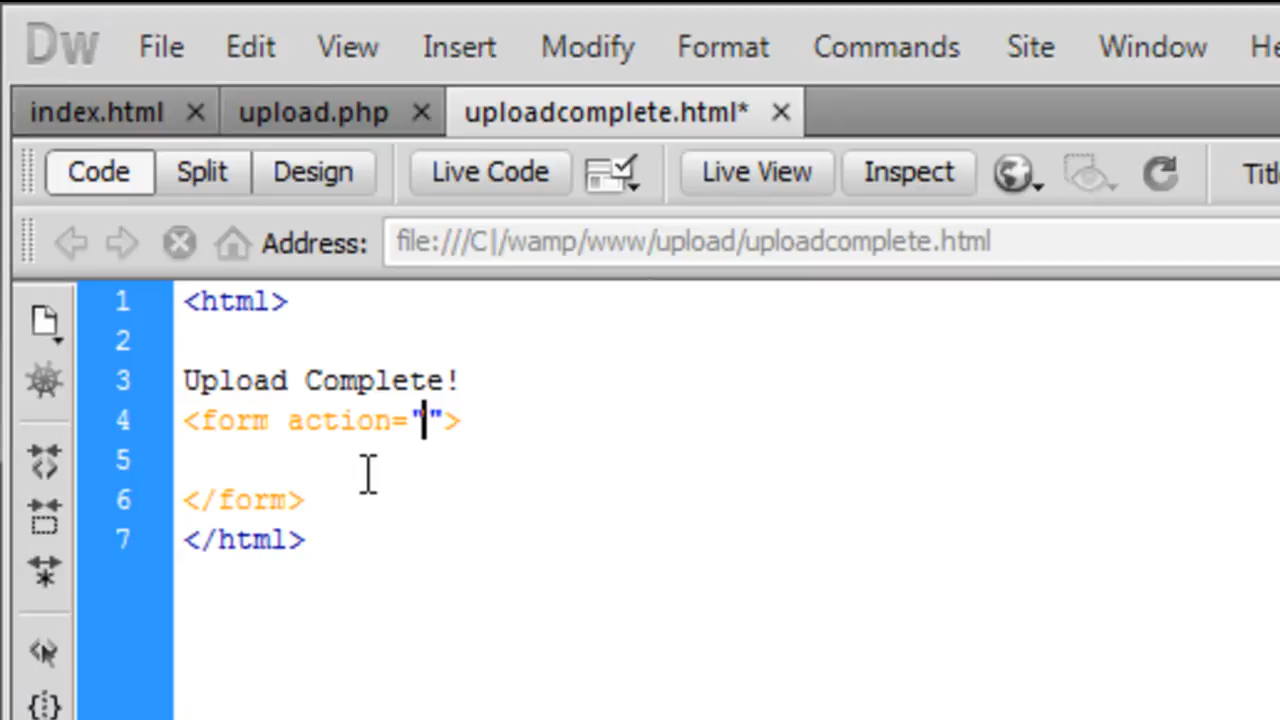 Dw File Edit View Insert Modify Format Commands Site Window He
index.html × upload.php × uploadcomplete.html* ×
Code Split Design Live Code Live View Inspect Titl
Address: file:///C|/wamp/www/upload/uploadcomplete.html
1 <html>
2
3 Upload Complete!
4 <form action="">
5
6 </form>
7 </html>